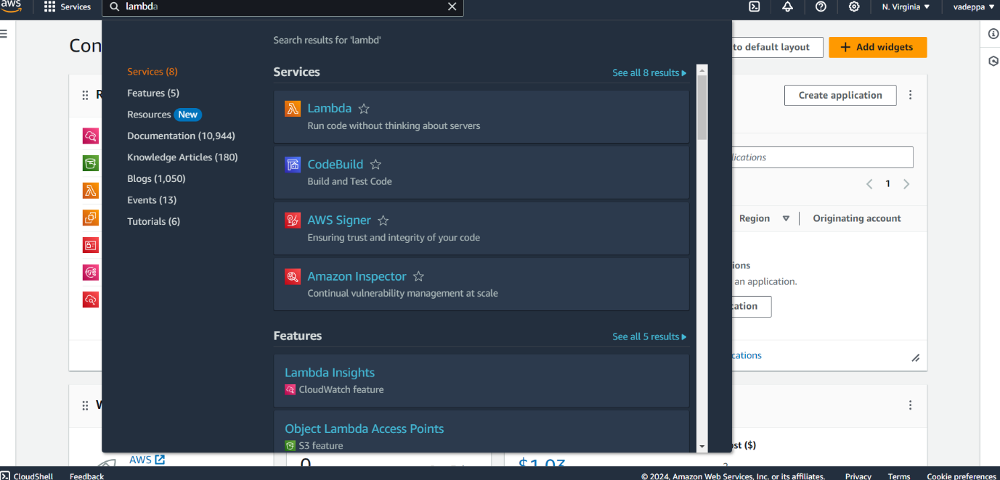 aws
Services
lambda
N. Virginia
vadeppa
Search results for 'lambd'
Con
to default layout
Add widgets
Services (8)
Features (5)
Resources New
Documentation (10,944)
Knowledge Articles (180)
Blogs (1,050)
Events (13)
Tutorials (6)
Services
See all 8 results
Lambda
Run code without thinking about servers
CodeBuild
Build and Test Code
AWS Signer
Ensuring trust and integrity of your code
Amazon Inspector
Continual vulnerability management at scale
Features
See all 5 results
Lambda Insights
CloudWatch feature
Object Lambda Access Points
S3 feature
R
Create application
lications
1
Region
Originating account
ions
an application.
cation
cations
W
st ($)
AWS
0
$1.03
CloudShell
Feedback
© 2024, Amazon Web Services, Inc. or its affiliates.
Privacy
Terms
Cookie preferences